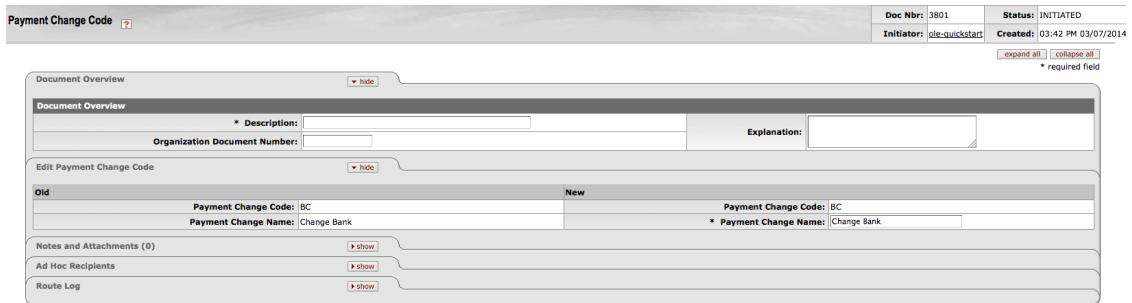 Payment Change Code ?
Doc Nbr: 3801 Status: INITIATED
Initiator: ole-quickstart Created: 03:42 PM 03/07/2014
expand all collapse all
* required field
Document Overview hide
Document Overview
* Description: Explanation:
Organization Document Number:
Edit Payment Change Code hide
Old New
Payment Change Code: BC Payment Change Code: BC
Payment Change Name: Change Bank * Payment Change Name: Change Bank
Notes and Attachments (0) show
Ad Hoc Recipients show
Route Log show